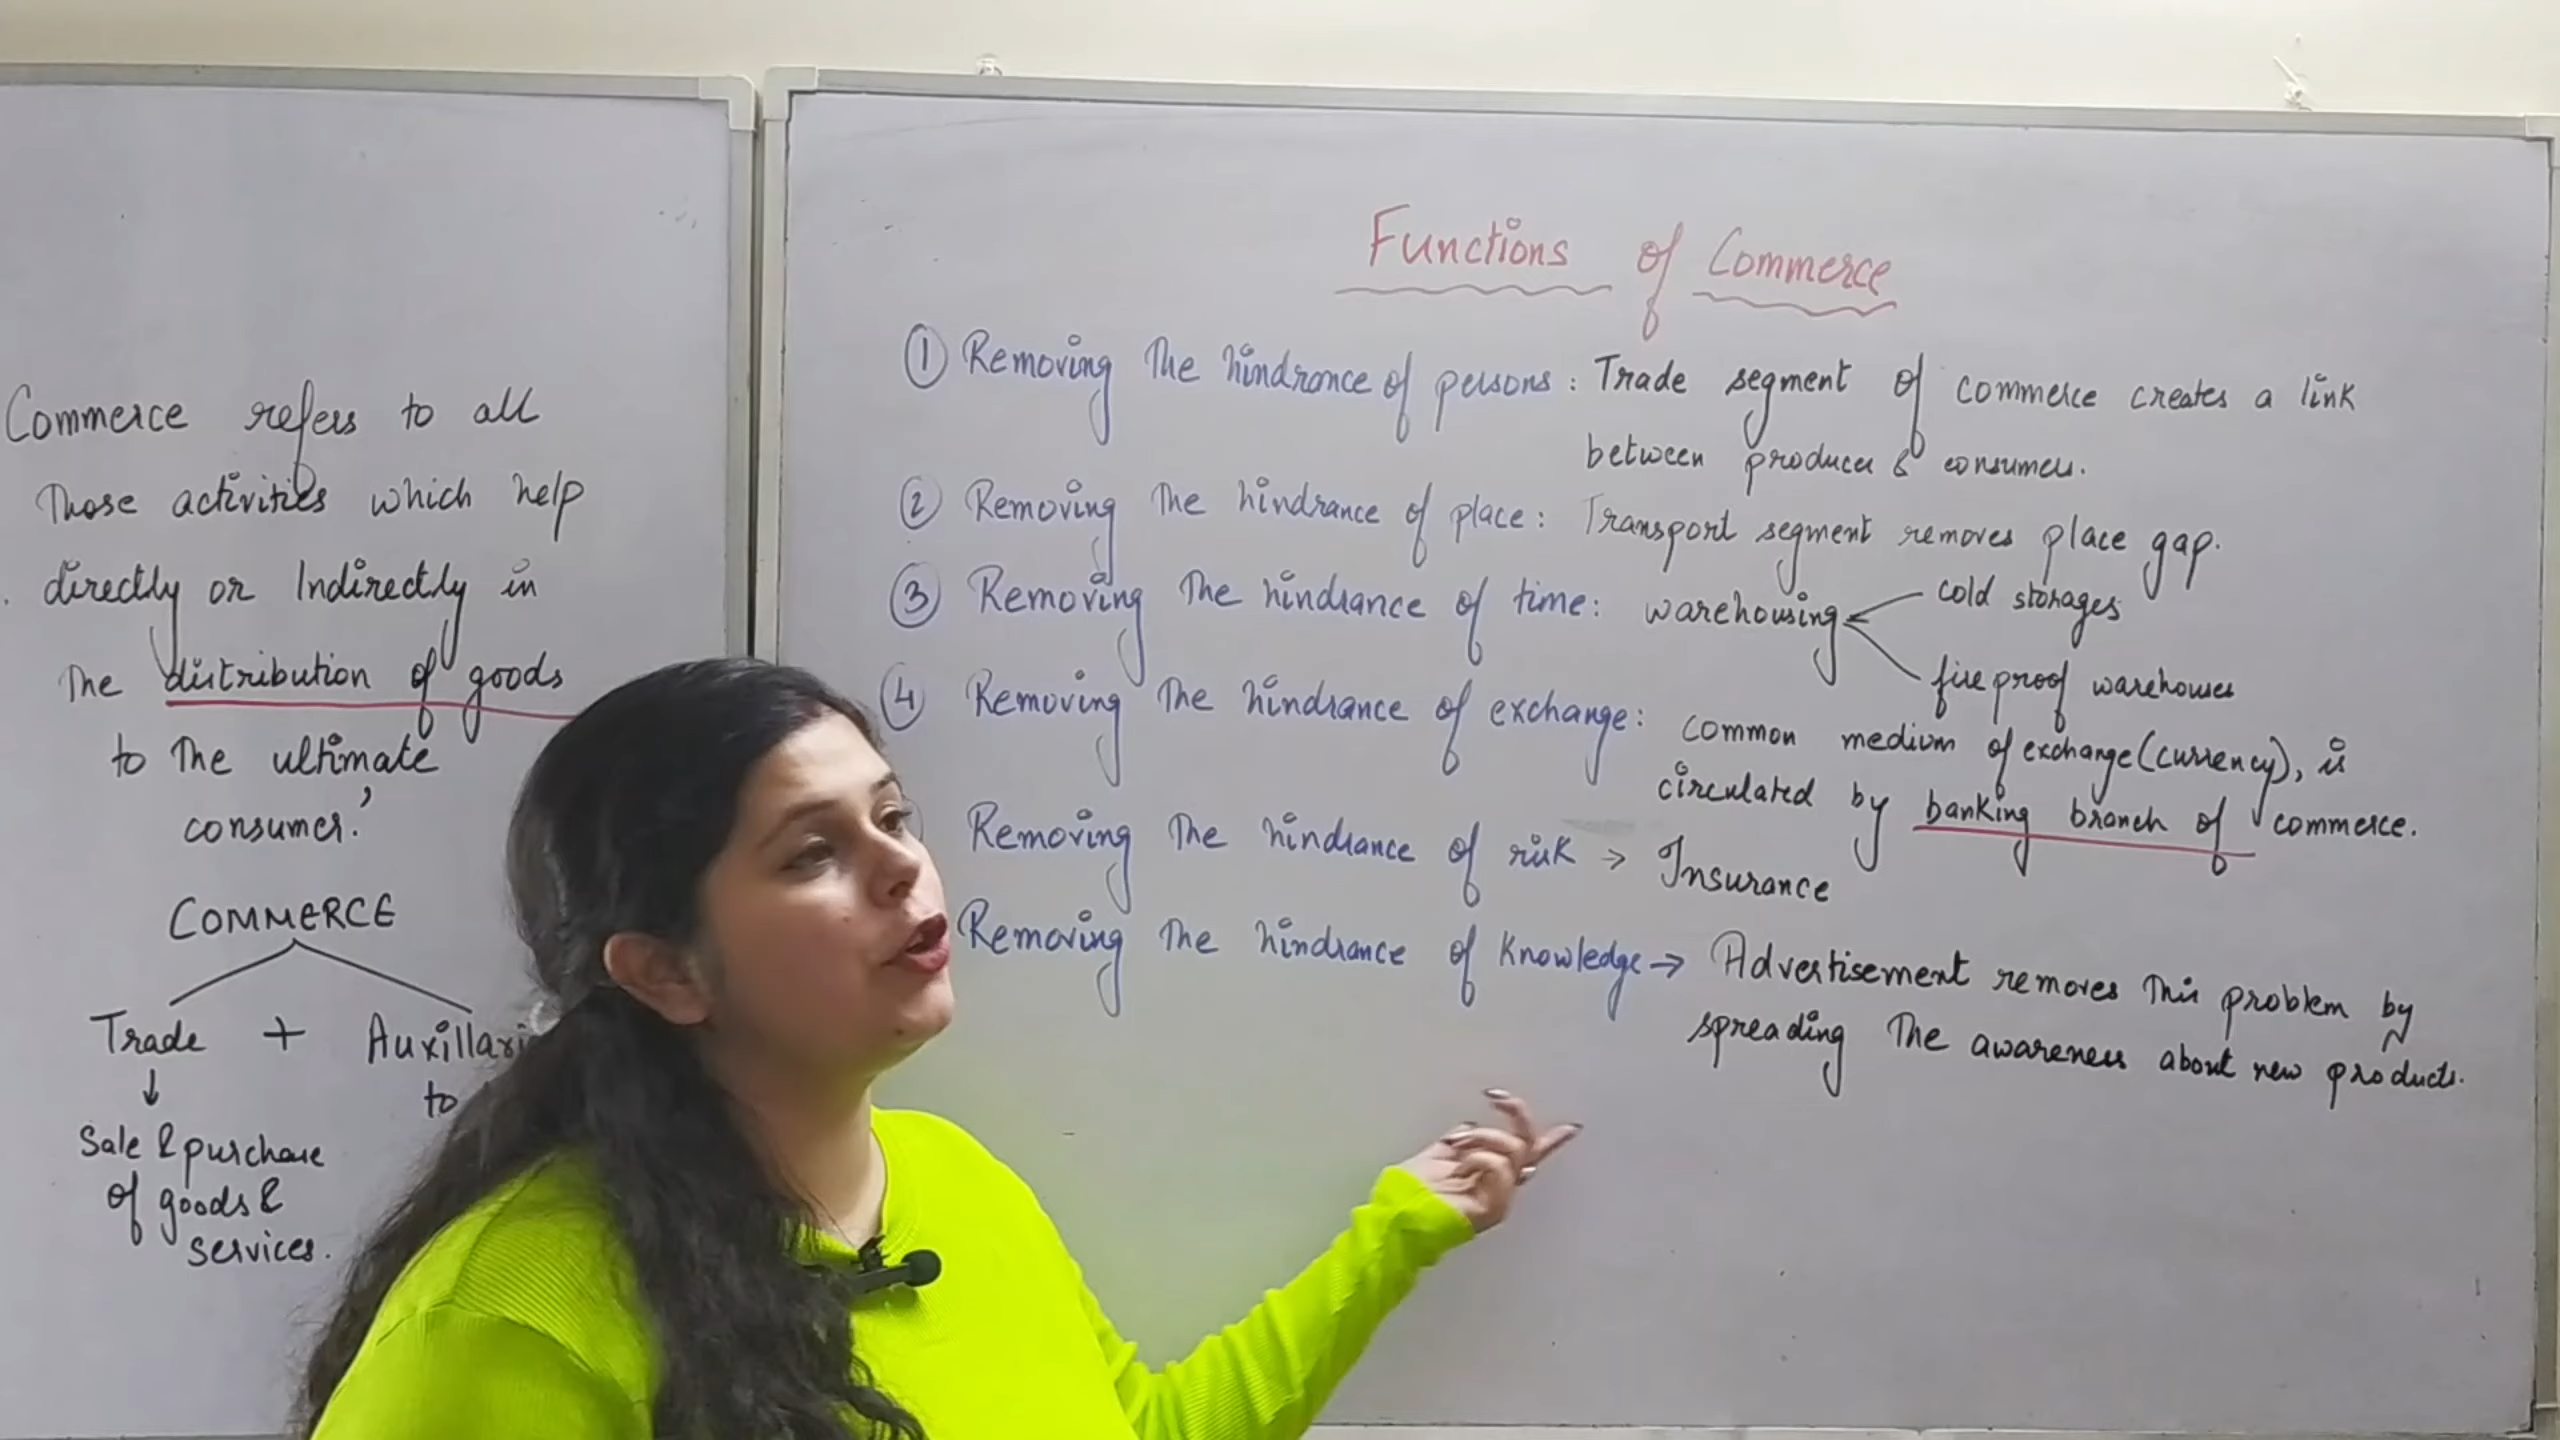 Commerce refers to all
those activities which help
directly or Indirectly in
the distribution of goods
to the ultimate
consumer.'
COMMERCE
Trade + Auxillari
to
↓
Sale & purchase
of goods &
services.
Functions of Commerce
① Removing the hindrance of persons : Trade segment of commerce creates a link
between producer & consumer.
② Removing the hindrance of place : Transport segment removes place gap.
③ Removing the hindrance of time : warehousing
cold storages
fire proof warehouses
④ Removing the hindrance of exchange : common medium of exchange (currency), is
circulated by banking branch of commerce.
Removing the hindrance of risk → Insurance
Removing the hindrance of knowledge → Advertisement removes this problem by
spreading the awareness about new products.